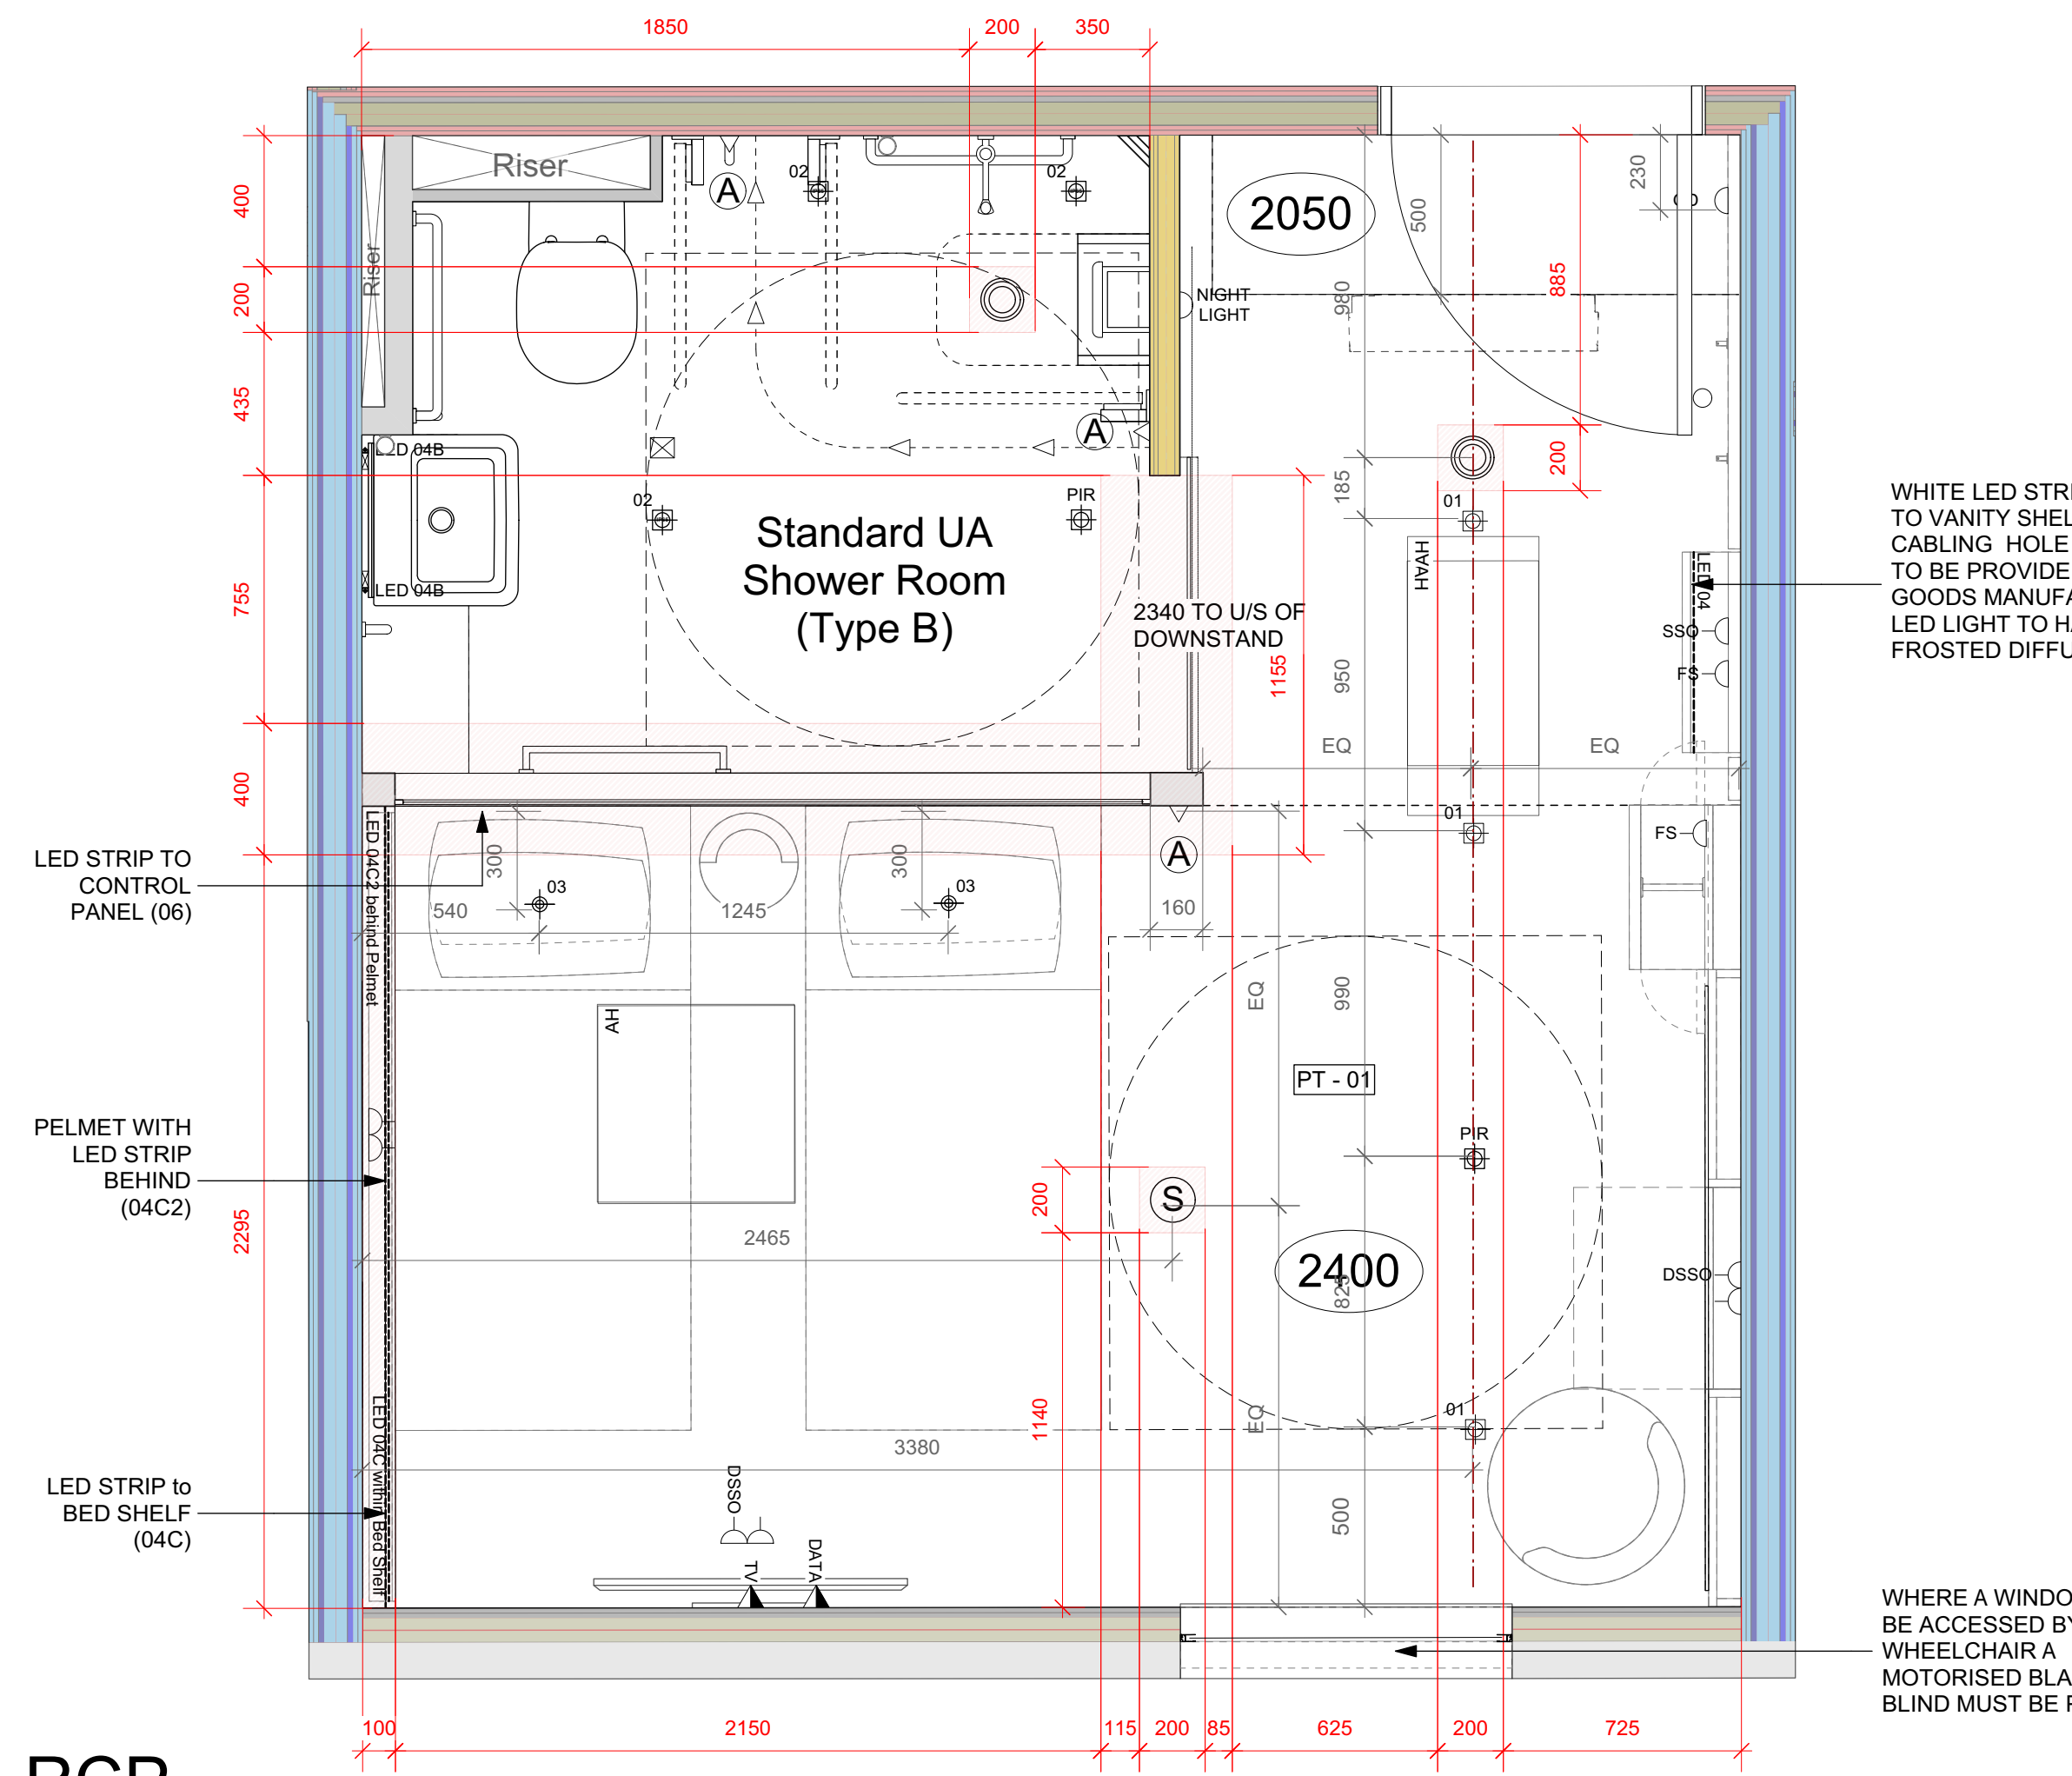 1850
200
350
Riser
Riser
A
02
02
2050
500
230
400
885
980
200
NIGHT
LIGHT
435
A
LED 04B
02
PIR
185
200
01
Standard UA
Shower Room
(Type B)
LED 04B
755
HAAH
LED 04
SSO
FS
2340 TO U/S OF
DOWNSTAND
1155
950
EQ
EQ
WHITE LED STRI
TO VANITY SHEL
CABLING HOLE
TO BE PROVIDE
GOODS MANUFA
LED LIGHT TO HA
FROSTED DIFFU
400
01
FS
LED STRIP TO
CONTROL
PANEL (06)
LED 04C2 behind Pelmet
300
03
540
1245
300
03
A
160
AH
EQ
990
PT - 01
PIR
PELMET WITH
LED STRIP
BEHIND
(04C2)
2295
200
S
2465
2400
825
DSSO
1140
EQ
01
3380
LED STRIP to
BED SHELF
(04C)
LED 04C within Bed Shelf
DSSO
TV
DATA
500
WHERE A WINDO
BE ACCESSED BY
WHEELCHAIR A
MOTORISED BLA
BLIND MUST BE P
100
2150
115
200
85
625
200
725
RCP